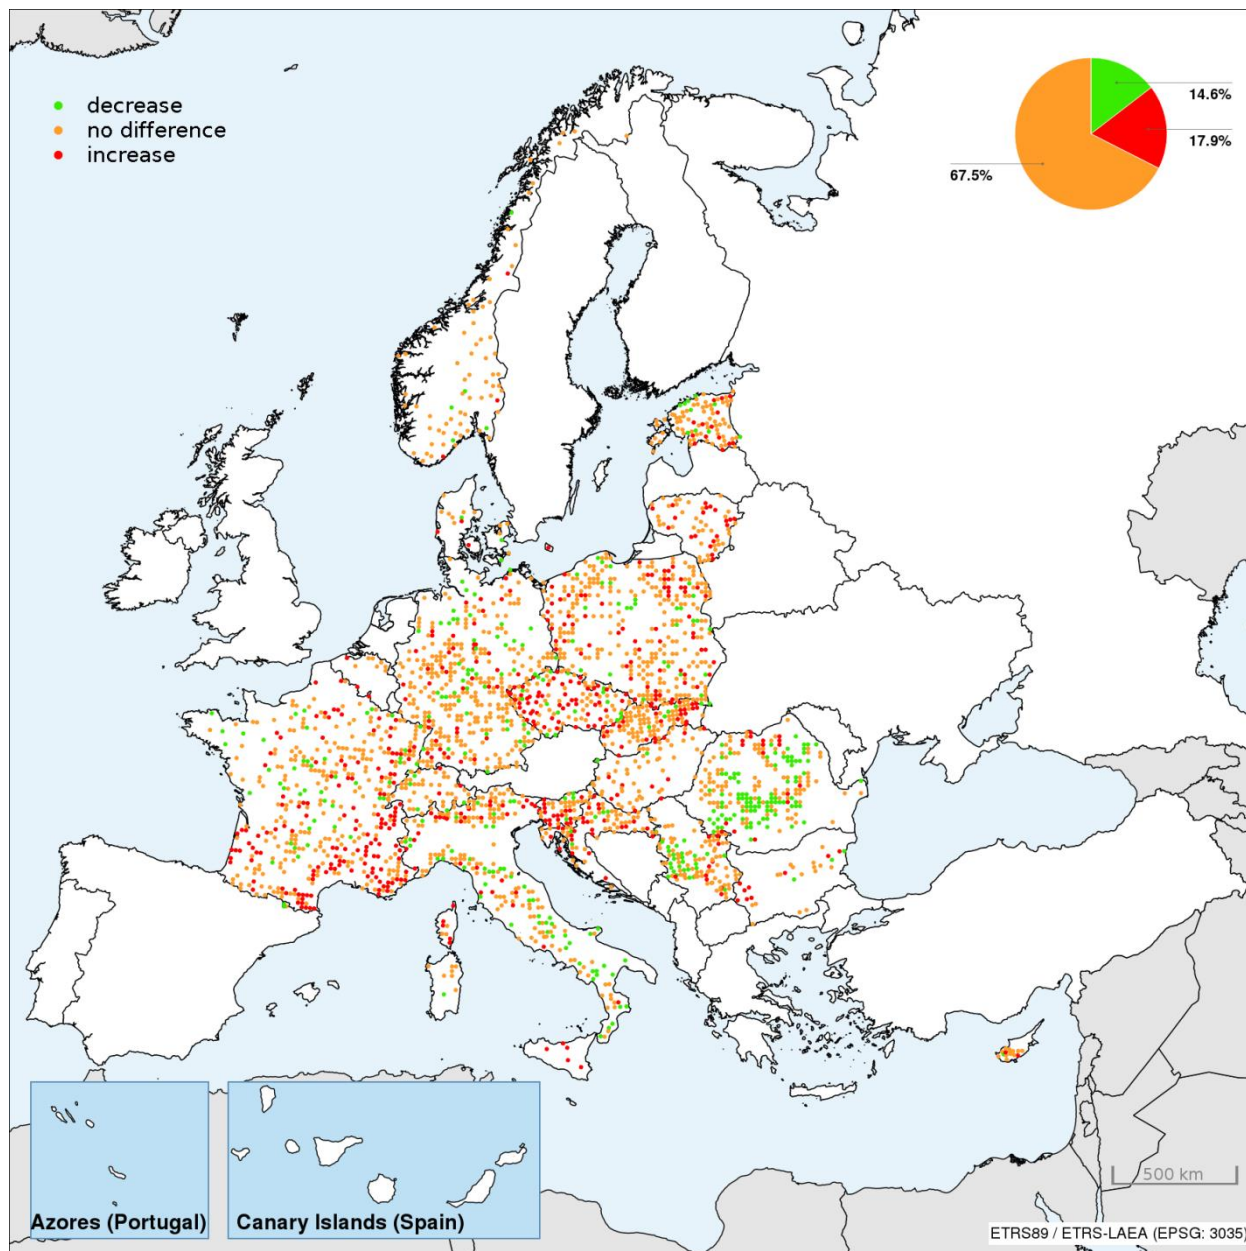 decrease
no difference
increase
14.6%
17.9%
67.5%
500 km
Azores (Portugal)
Canary Islands (Spain)
ETRS89 / ETRS-LAEA (EPSG: 3035)